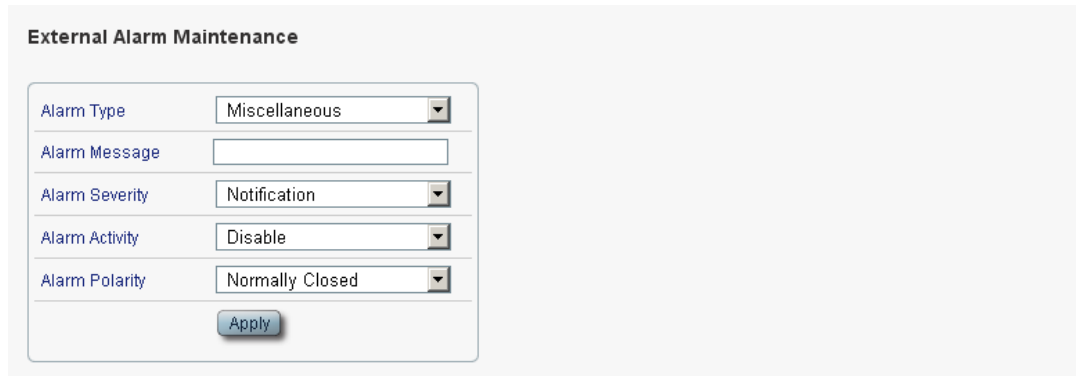 External Alarm Maintenance
Alarm Type Miscellaneous
Alarm Message
Alarm Severity Notification
Alarm Activity Disable
Alarm Polarity Normally Closed
Apply